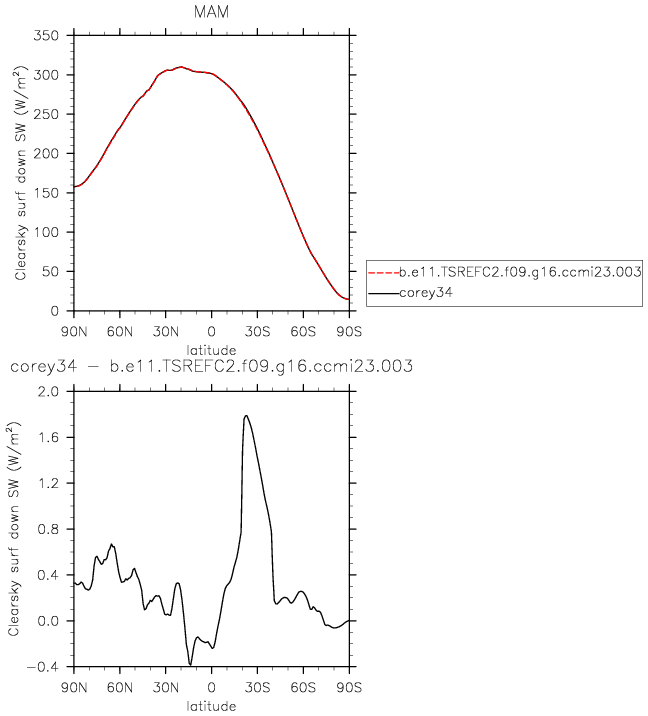 MAM
Clearsky surf down SW (W/m²)
350
300
250
200
150
100
50
0
90N 60N 30N 0 30S 60S 90S
latitude
b.e11.TSREFC2.f09.g16.ccmi23.003
corey34
corey34 − b.e11.TSREFC2.f09.g16.ccmi23.003
Clearsky surf down SW (W/m²)
2.0
1.6
1.2
0.8
0.4
0.0
−0.4
90N 60N 30N 0 30S 60S 90S
latitude